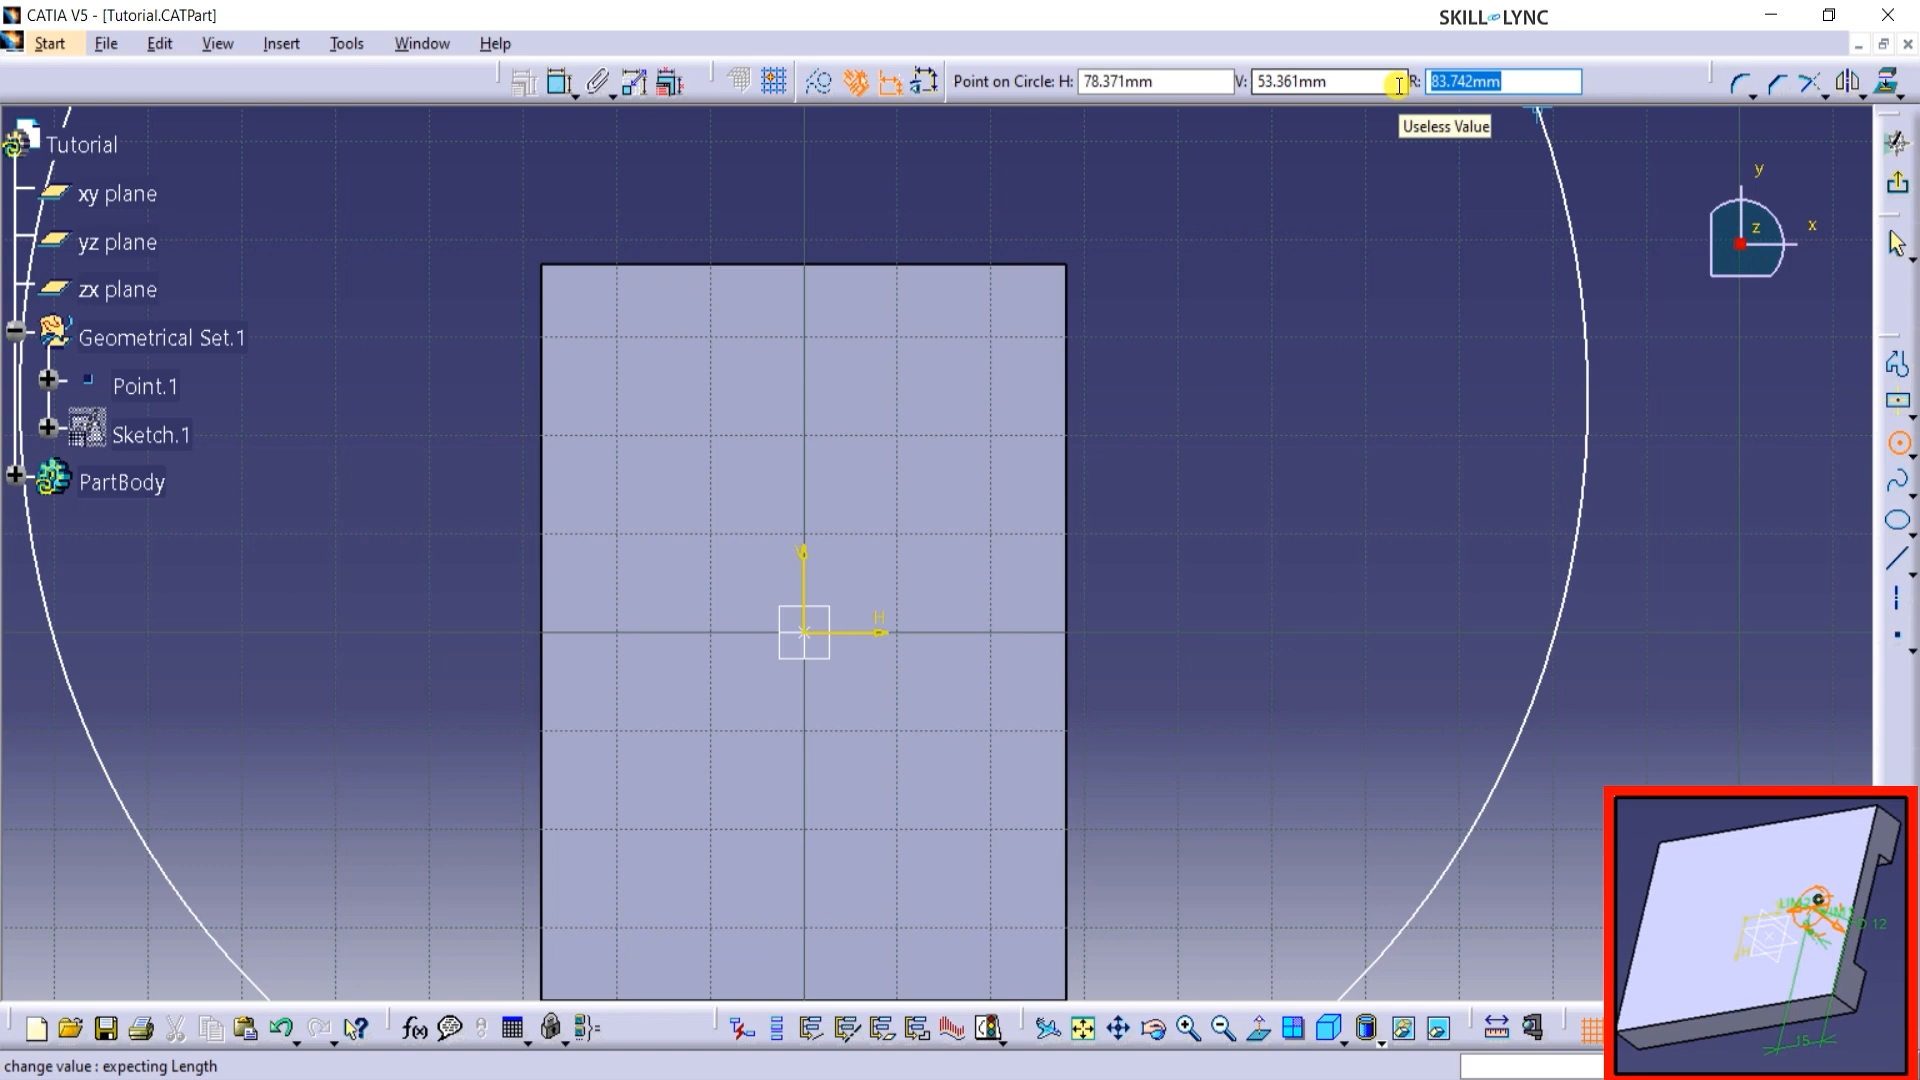 CATIA V5 - [Tutorial.CATPart]
SKILL LYNC
Start File Edit View Insert Tools Window Help
Point on Circle: H: 78.371mm V: 53.361mm R: 83.742mm
Useless Value
Tutorial
xy plane
yz plane
zx plane
Geometrical Set.1
Point.1
Sketch.1
PartBody
y
x
z
V
H
f(x)
D 12
15
change value : expecting Length